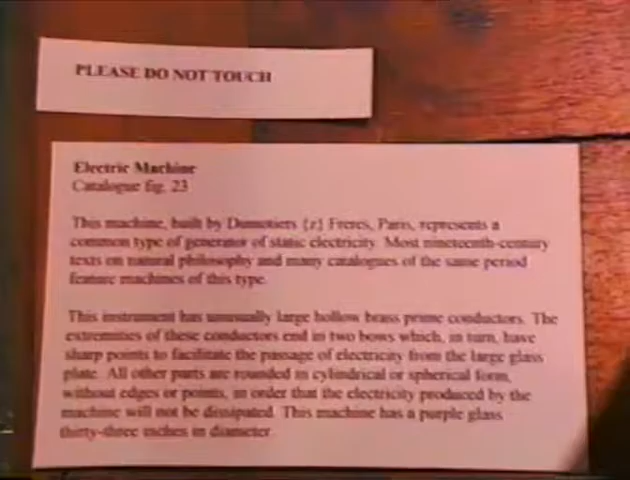 PLEASE DO NOT TOUCH
Electric Machine
Catalogue fig. 23
This machine, built by Dumotiers {z} Freres, Paris, represents a
common type of generator of static electricity. Most nineteenth-century
texts on natural philosophy and many catalogues of the same period
feature machines of this type.
This instrument has unusually large hollow brass prime conductors. The
extremities of these conductors end in two bows which, in turn, have
sharp points to facilitate the passage of electricity from the large glass
plate. All other parts are rounded in cylindrical or spherical form,
without edges or points, in order that the electricity produced by the
machine will not be dissipated. This machine has a purple glass
thirty-three inches in diameter.